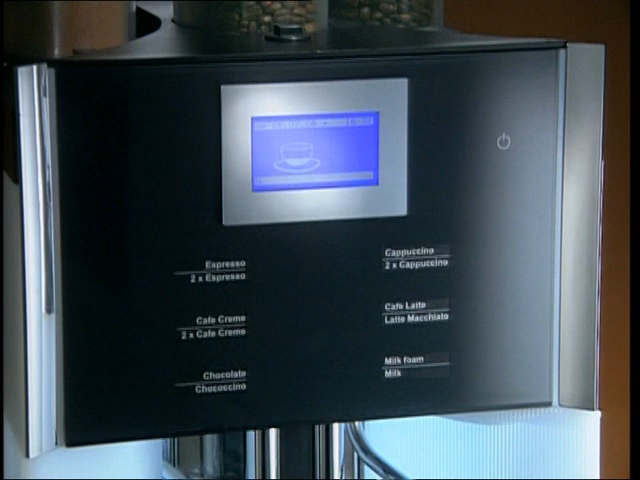 Espresso
2 x Espresso
Cafe Creme
2 x Cafe Creme
Chocolate
Chococcino
Cappuccino
2 x Cappuccino
Cafe Latte
Latte Macchiato
Milk foam
Milk